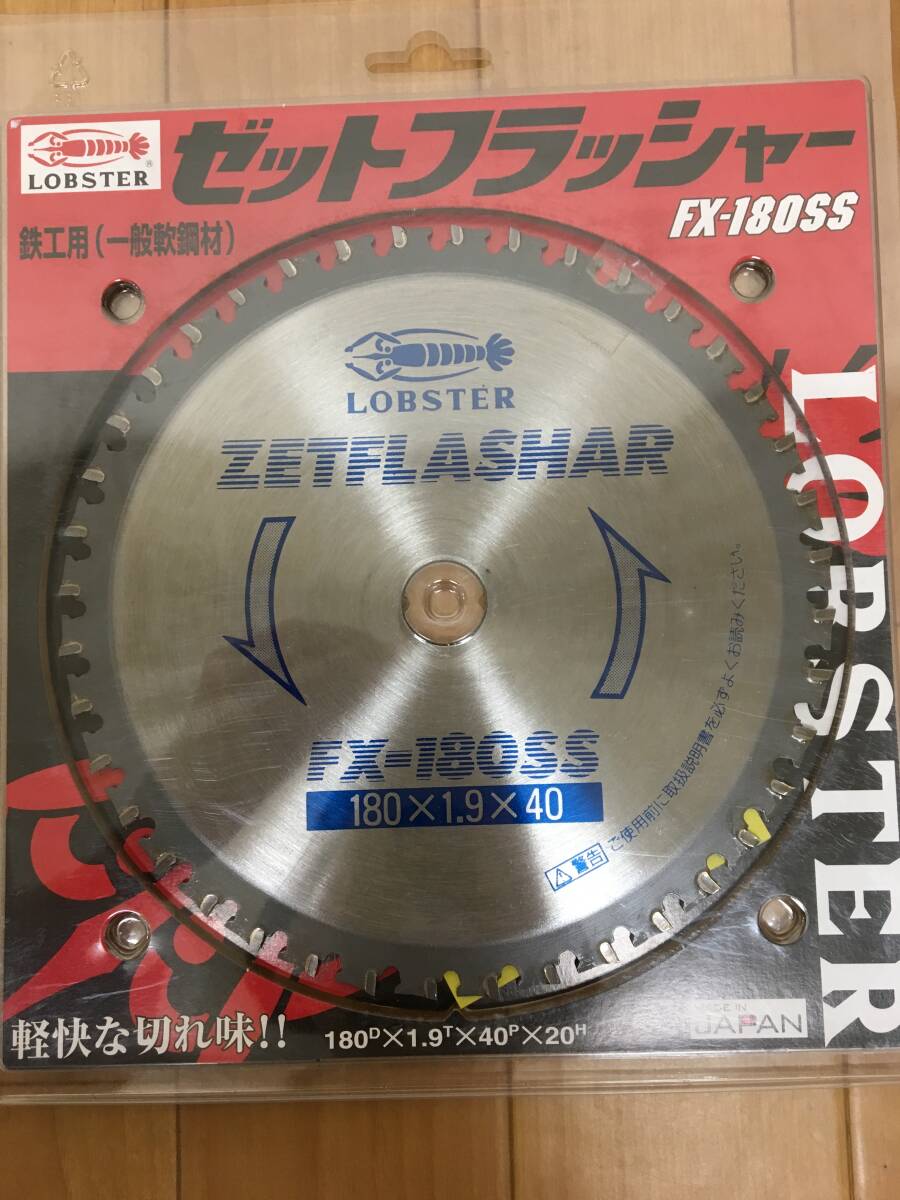 LOBSTER
ゼットフラッシャー
FX-180SS
鉄工用(一般軟鋼材)
LOBSTER
ZETFLASHAR
FX-180SS
180×1.9×40
⚠警告 ご使用前に取扱説明書を必ずよくお読みください。
LOBSTER
軽快な切れ味!!
180ᴰ×1.9ᵀ×40ᴾ×20ᴴ
MADE IN
JAPAN